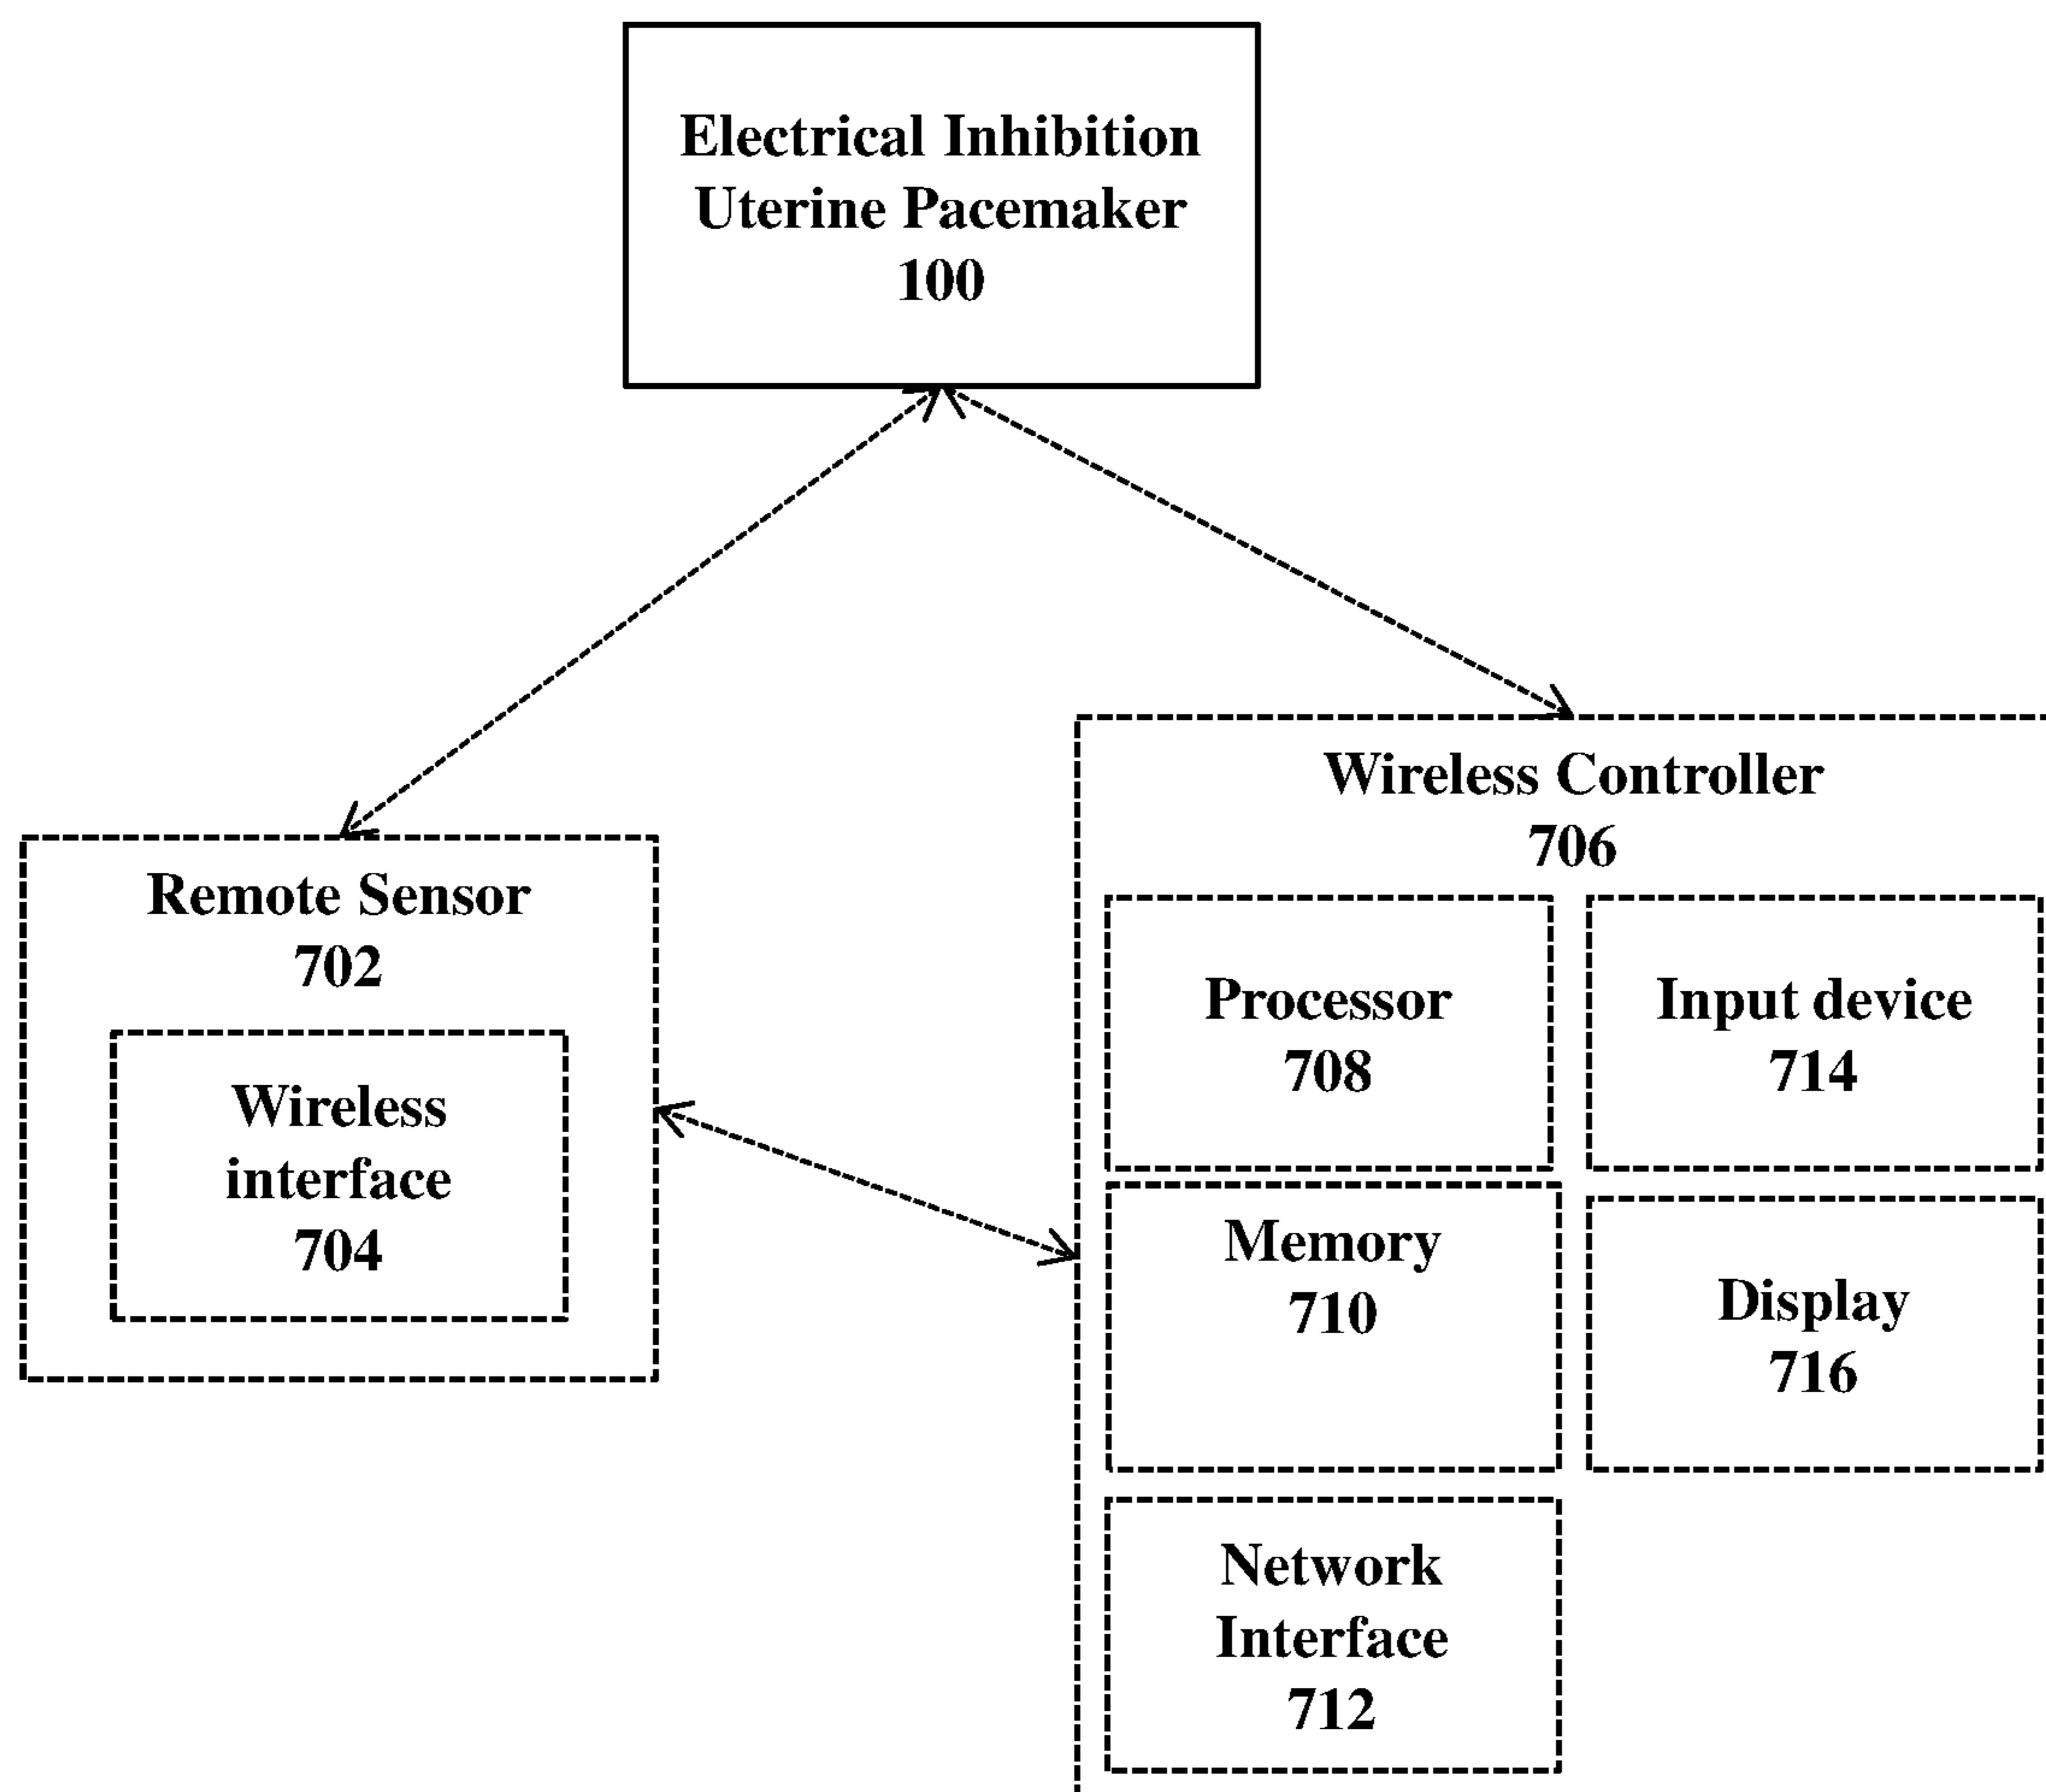 Electrical Inhibition
Uterine Pacemaker
100
Remote Sensor
702
Wireless
interface
704
Wireless Controller
706
Processor
708
Input device
714
Memory
710
Display
716
Network
Interface
712